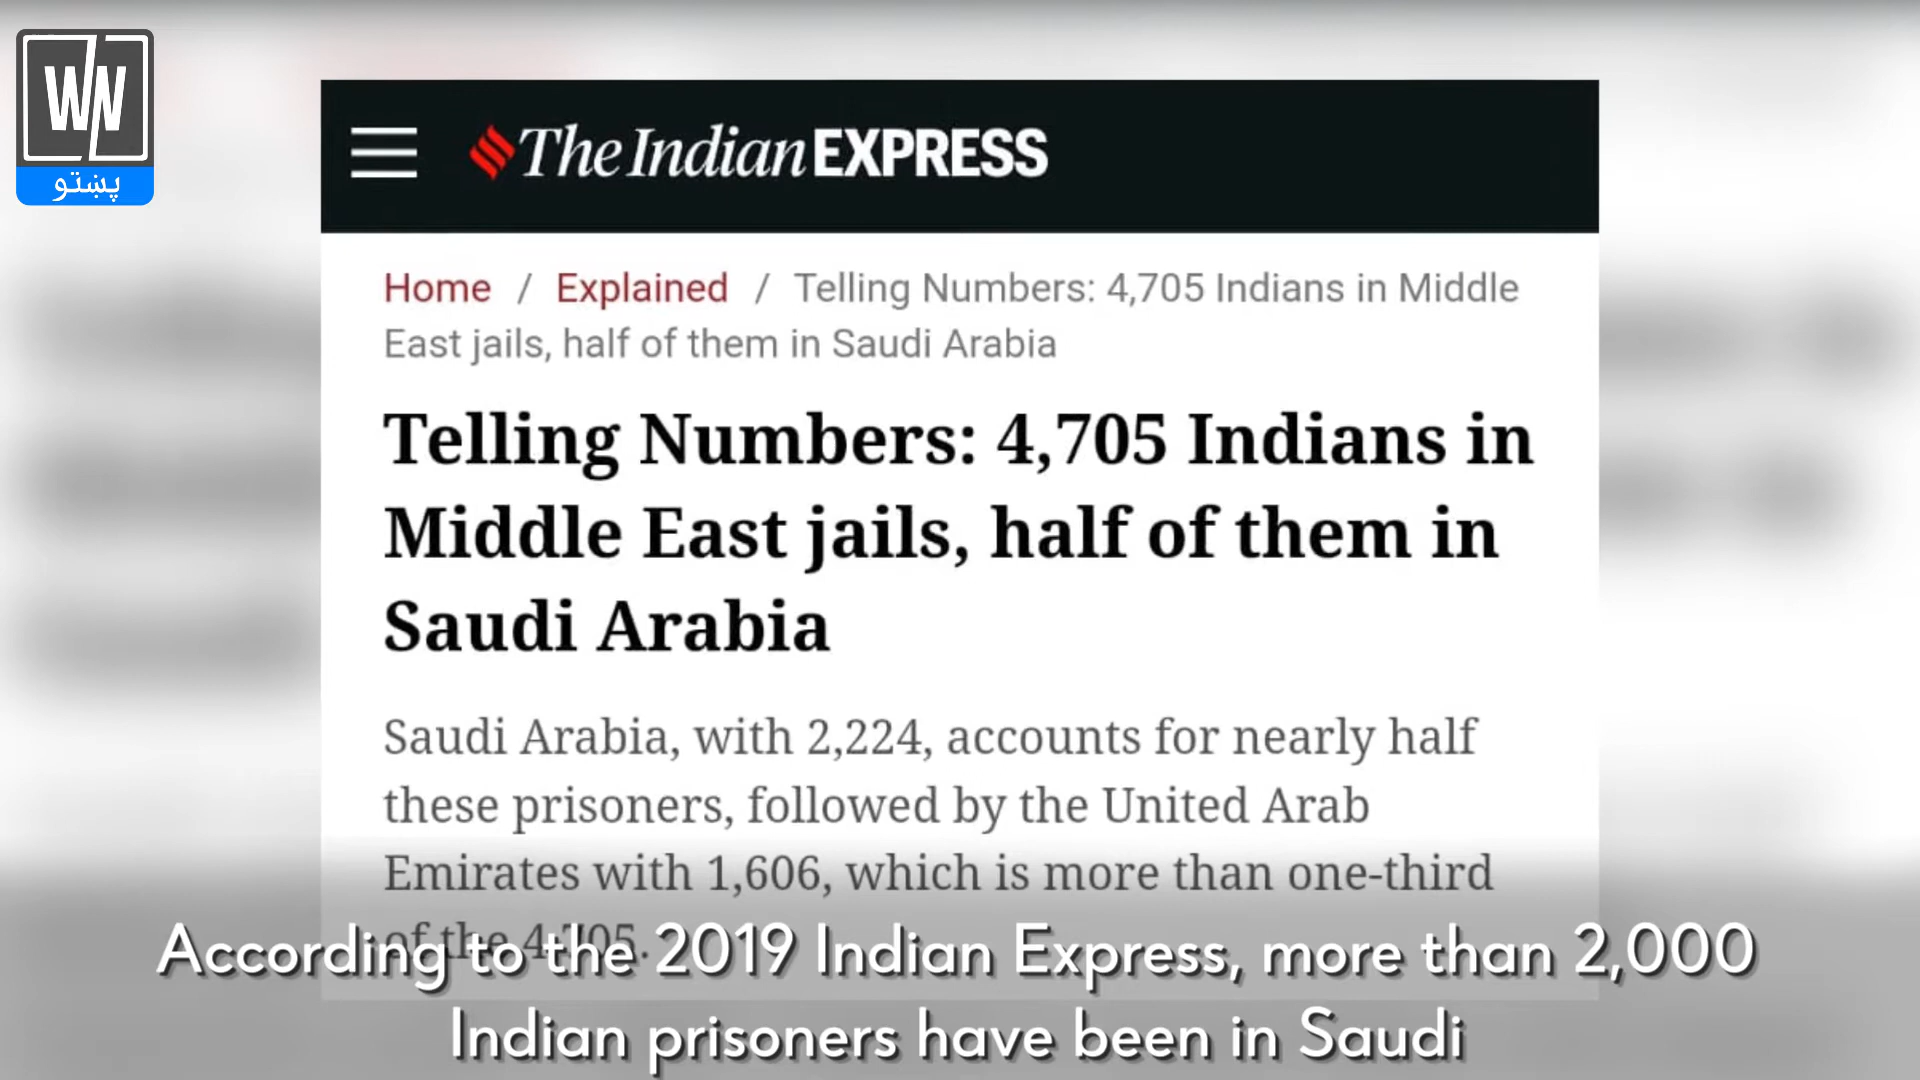 WN
پښتو
The Indian EXPRESS
Home / Explained / Telling Numbers: 4,705 Indians in Middle
East jails, half of them in Saudi Arabia
Telling Numbers: 4,705 Indians in
Middle East jails, half of them in
Saudi Arabia
Saudi Arabia, with 2,224, accounts for nearly half
these prisoners, followed by the United Arab
Emirates with 1,606, which is more than one-third
of the 4,705.
According to the 2019 Indian Express, more than 2,000
Indian prisoners have been in Saudi